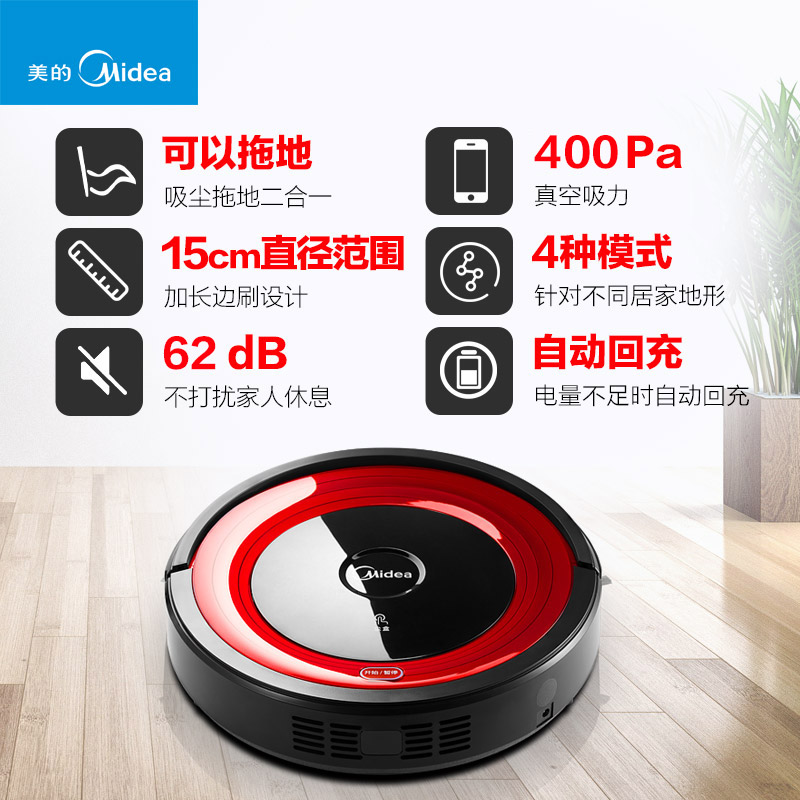 美的 Midea
可以拖地
吸尘拖地二合一
400 Pa
真空吸力
15cm直径范围
加长边刷设计
4种模式
针对不同居家地形
62 dB
不打扰家人休息
自动回充
电量不足时自动回充
Midea
开始/暂停